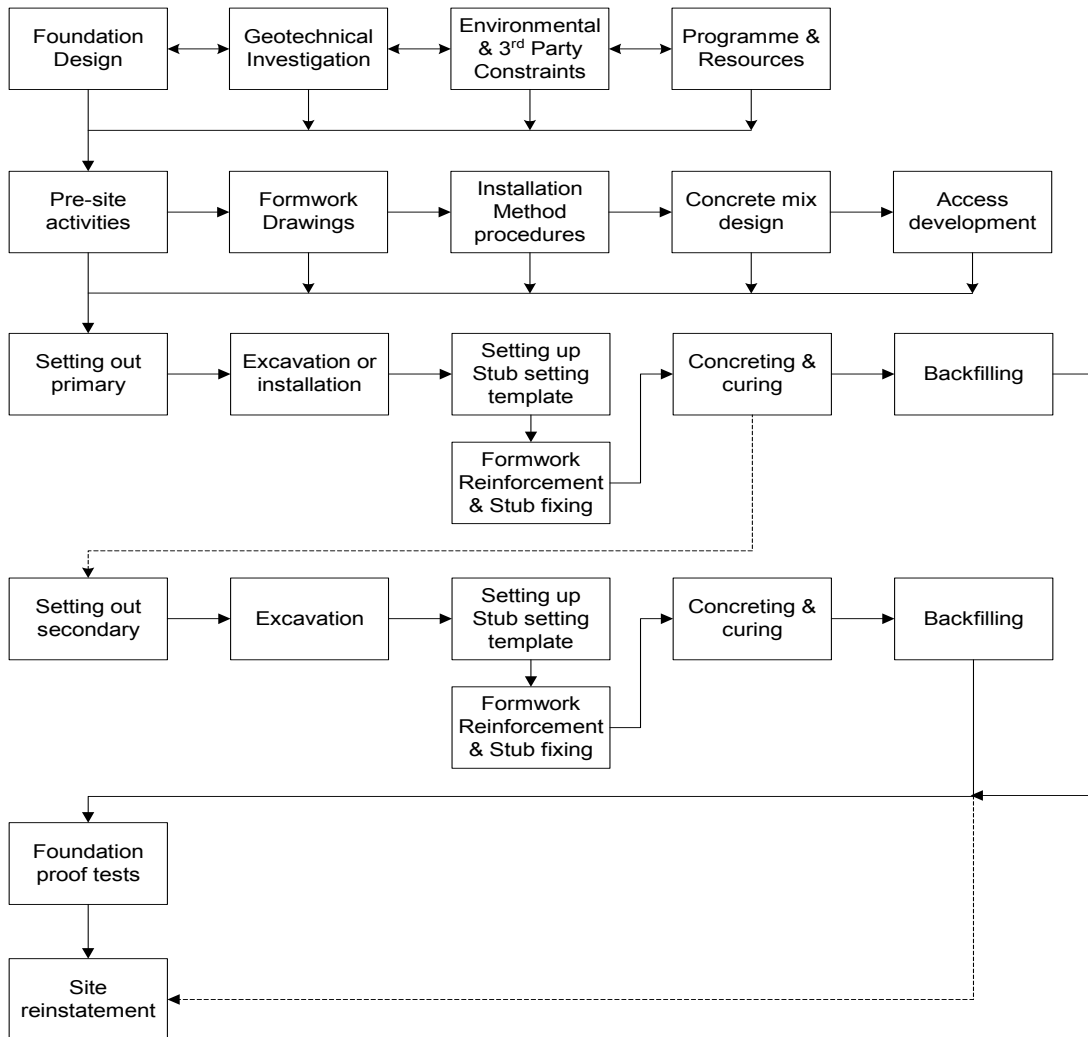 Foundation
Design
Geotechnical
Investigation
Environmental
& 3rd Party
Constraints
Programme &
Resources
Pre-site
activities
Formwork
Drawings
Installation
Method
procedures
Concrete mix
design
Access
development
Setting out
primary
Excavation or
installation
Setting up
Stub setting
template
Concreting &
curing
Backfilling
Formwork
Reinforcement
& Stub fixing
Setting out
secondary
Excavation
Setting up
Stub setting
template
Concreting &
curing
Backfilling
Formwork
Reinforcement
& Stub fixing
Foundation
proof tests
Site
reinstatement